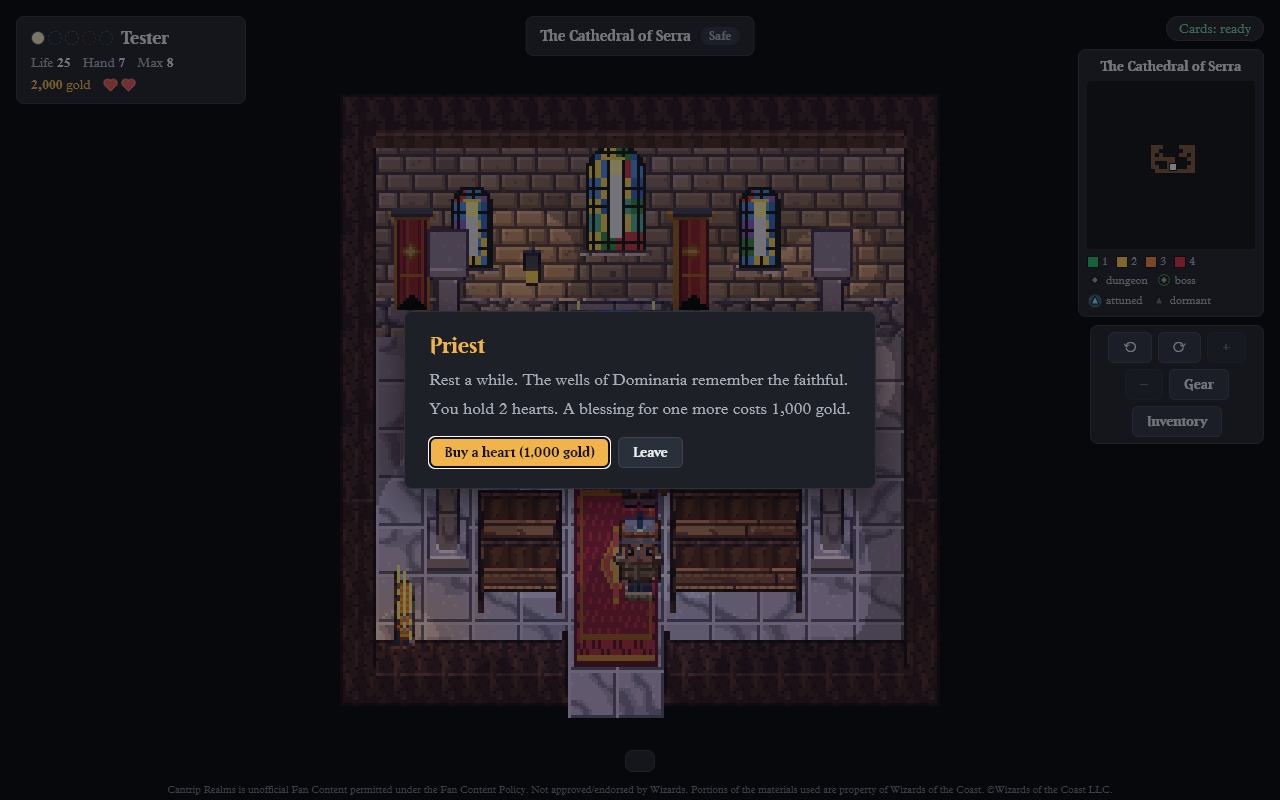 Tester
Life 25 Hand 7 Max 8
2,000 gold
The Cathedral of Serra Safe
Cards: ready
The Cathedral of Serra
1 2 3 4
dungeon boss
attuned dormant
+
− Gear
Inventory
Priest
Rest a while. The wells of Dominaria remember the faithful.
You hold 2 hearts. A blessing for one more costs 1,000 gold.
Buy a heart (1,000 gold) Leave
Cantrip Realms is unofficial Fan Content permitted under the Fan Content Policy. Not approved/endorsed by Wizards. Portions of the materials used are property of Wizards of the Coast. ©Wizards of the Coast LLC.